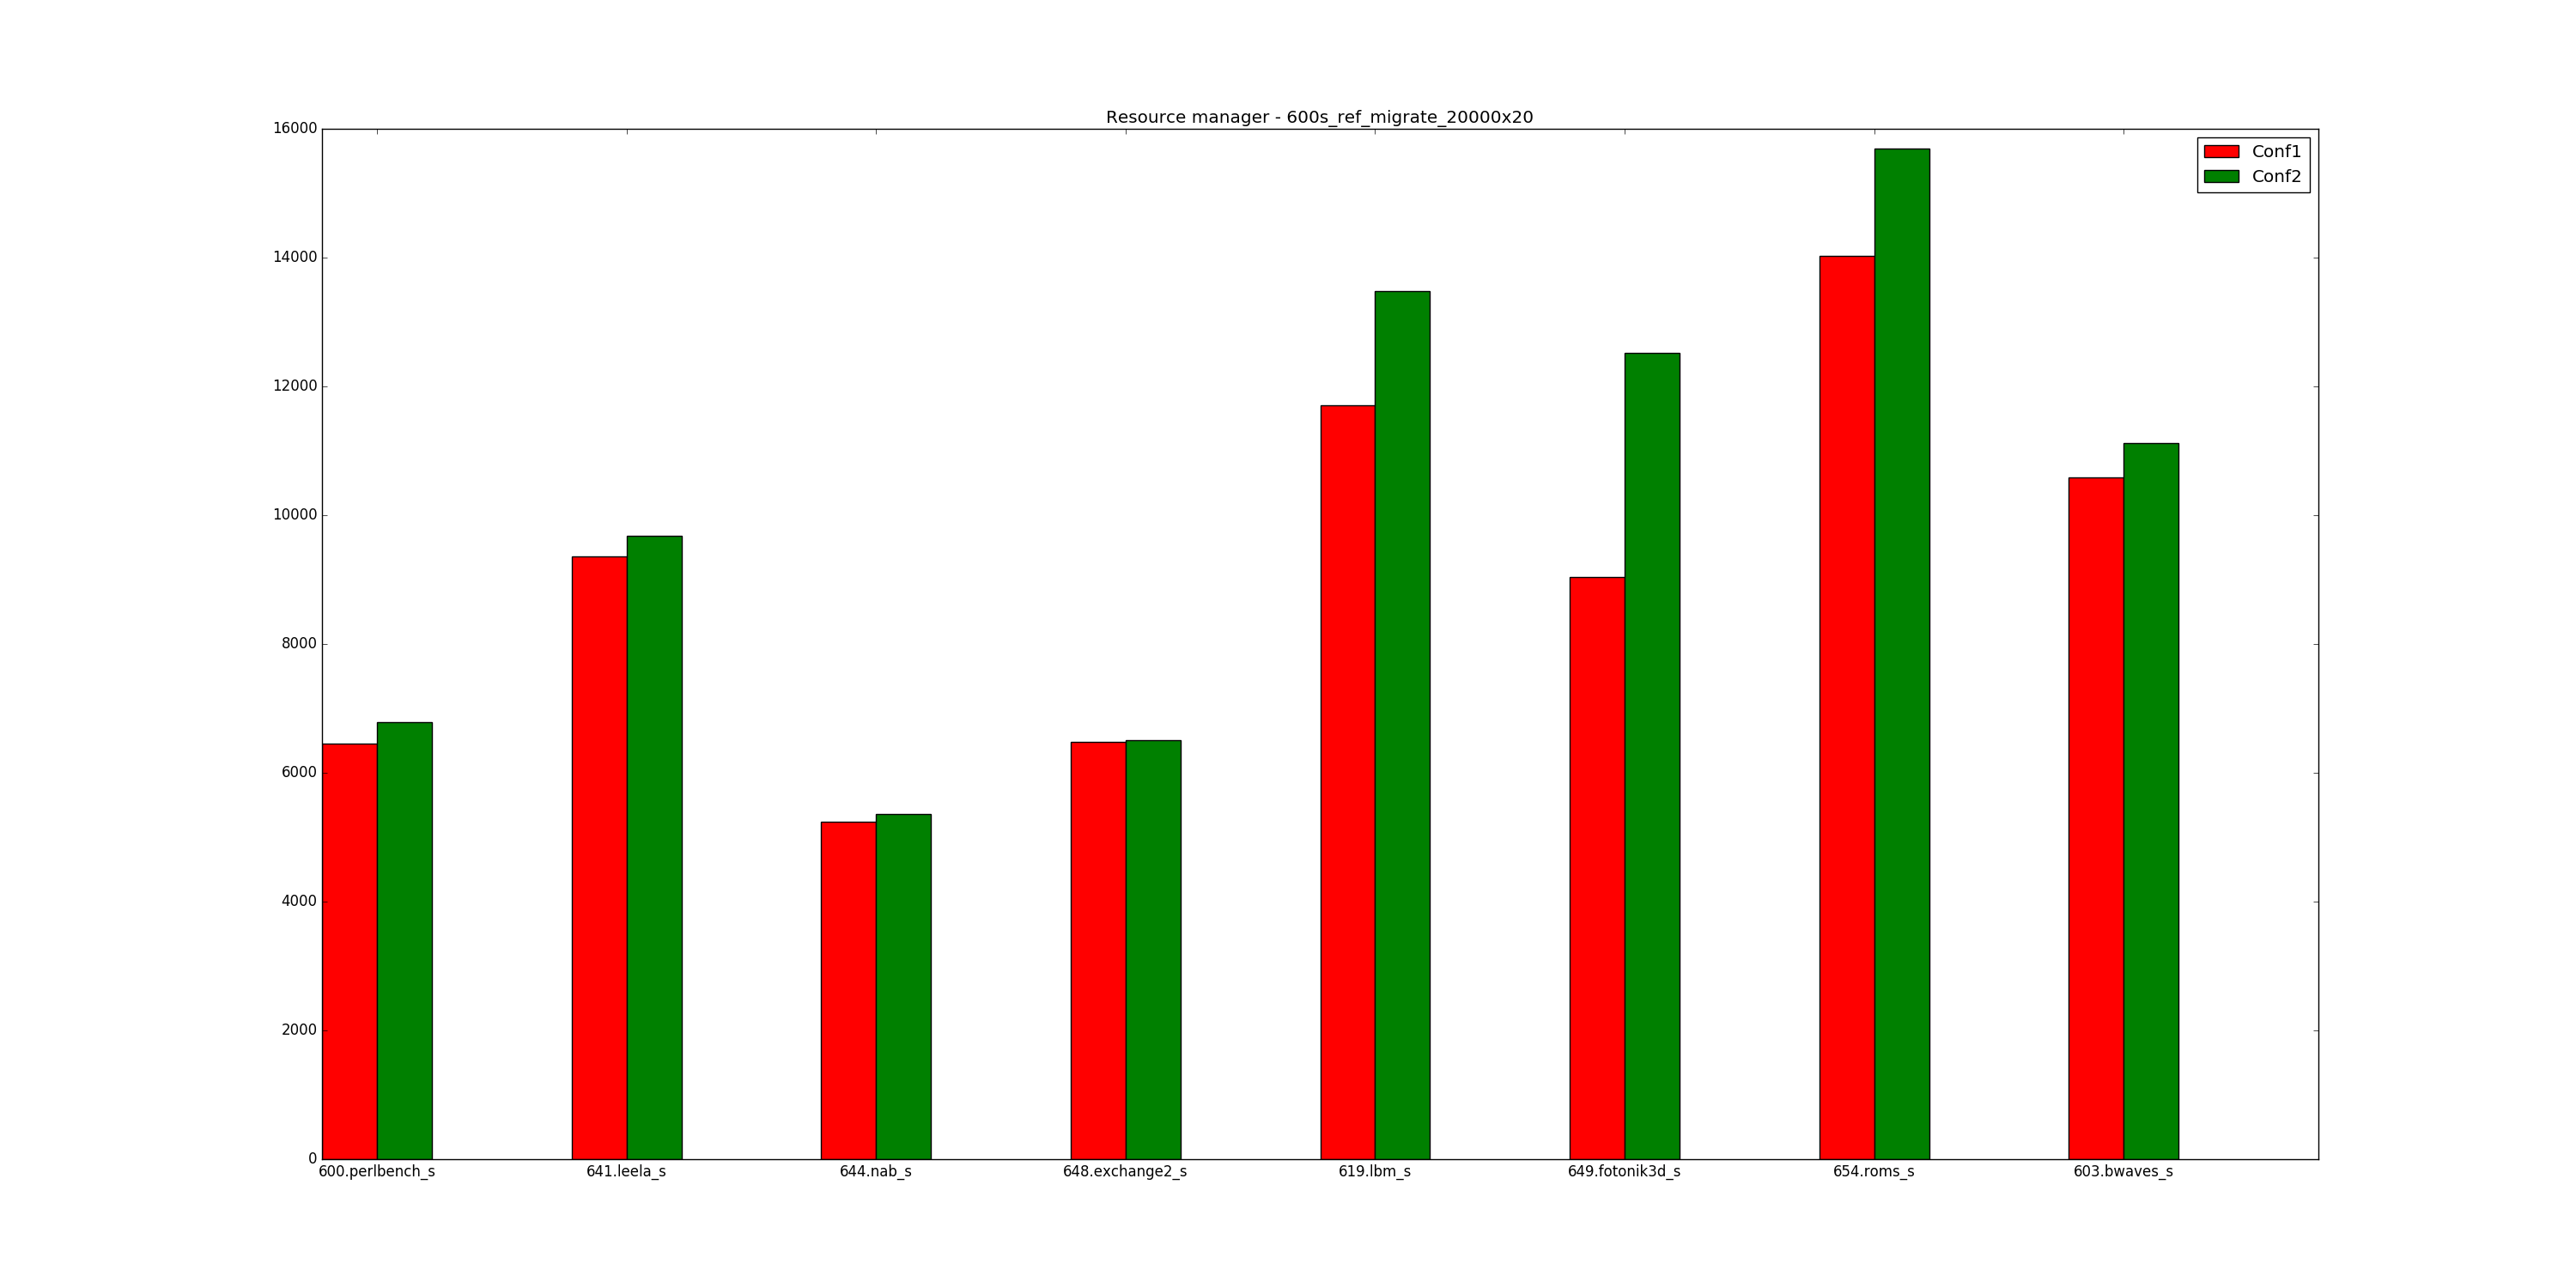 Resource manager - 600s_ref_migrate_20000x20
16000
14000
12000
10000
8000
6000
4000
2000
0
Conf1
Conf2
600.perlbench_s 641.leela_s 644.nab_s 648.exchange2_s 619.lbm_s 649.fotonik3d_s 654.roms_s 603.bwaves_s